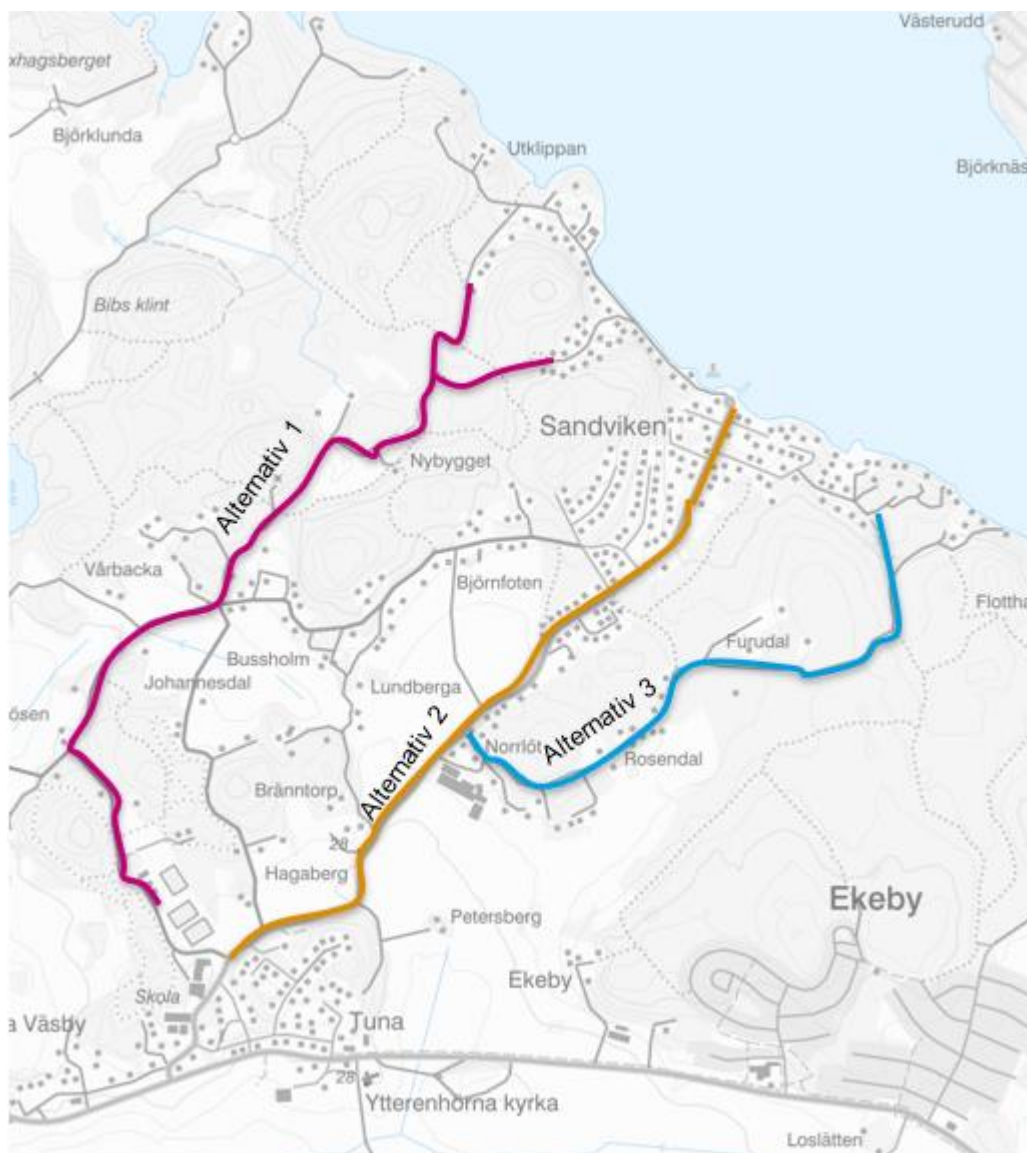 Västerudd
xhagsberget
Björklunda
Utklippan
Björknäs
Bibs klint
Sandviken
Alternativ 1
Nybygget
Vårbacka
Björnfoten
Flottha
Bussholm
Furudal
Johannesdal
Lundberga
ösen
Alternativ 2
Alternativ 3
Norrlöt
Rosendal
Bränntorp
28
Hagaberg
Ekeby
Petersberg
Ekeby
Skola
a Väsby
Tuna
28
Ytterenhörna kyrka
Loslätten